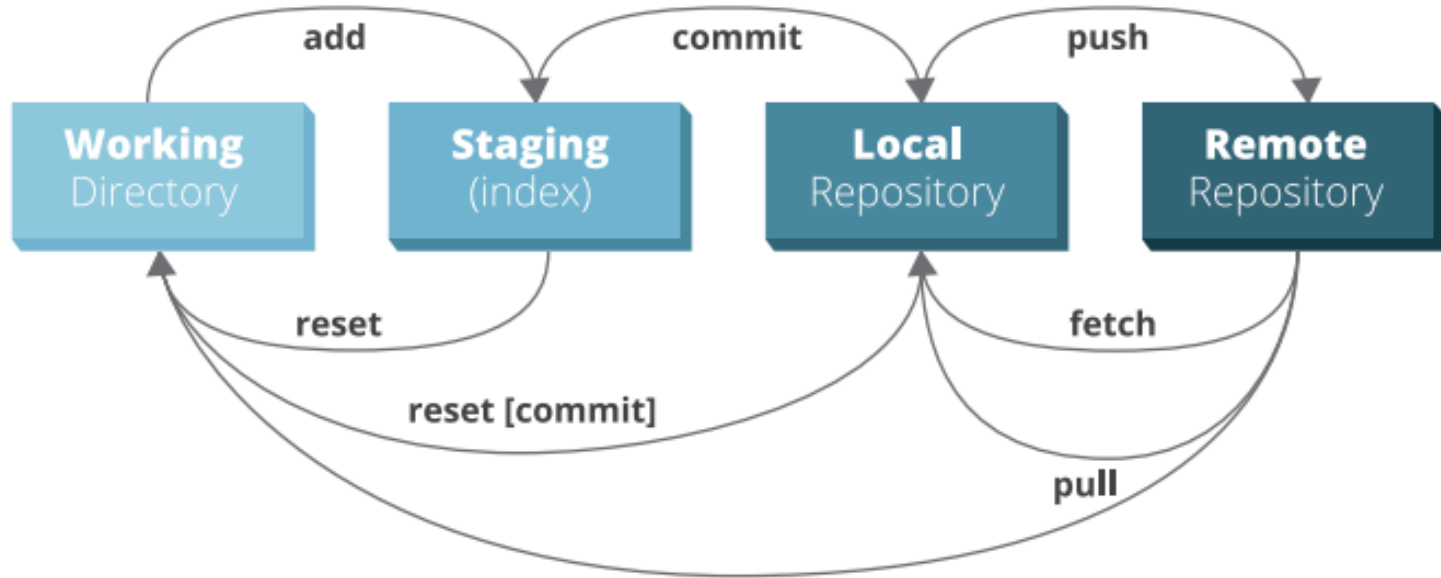 add
commit
push
Working
Directory
Staging
(index)
Local
Repository
Remote
Repository
reset
fetch
reset [commit]
pull